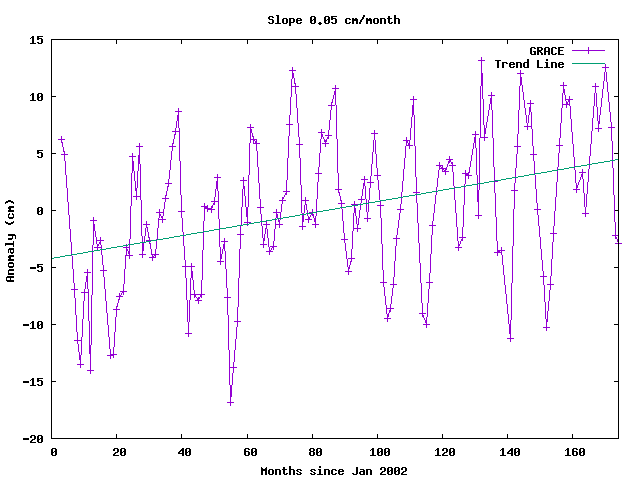 Slope 0.05 cm/month
GRACE
Trend Line
15
10
5
0
-5
-10
-15
-20
Anomaly (cm)
0 20 40 60 80 100 120 140 160
Months since Jan 2002